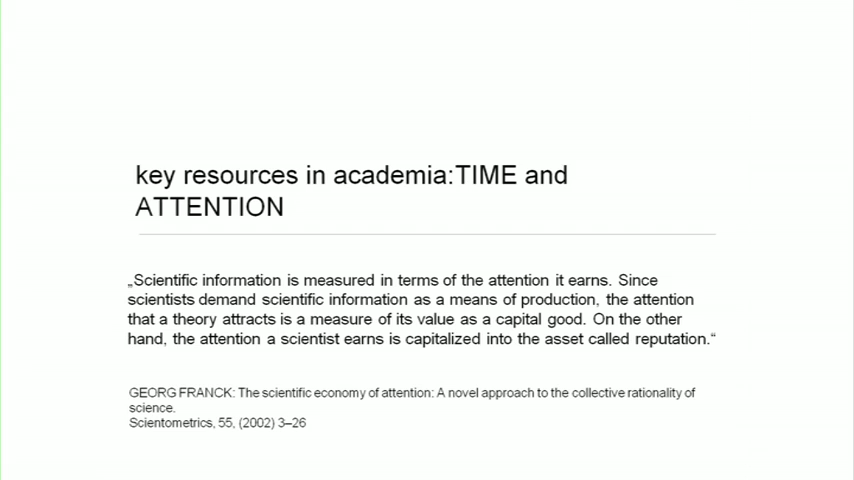 key resources in academia:TIME and
ATTENTION
„Scientific information is measured in terms of the attention it earns. Since
scientists demand scientific information as a means of production, the attention
that a theory attracts is a measure of its value as a capital good. On the other
hand, the attention a scientist earns is capitalized into the asset called reputation.“
GEORG FRANCK: The scientific economy of attention: A novel approach to the collective rationality of
science.
Scientometrics, 55, (2002) 3–26